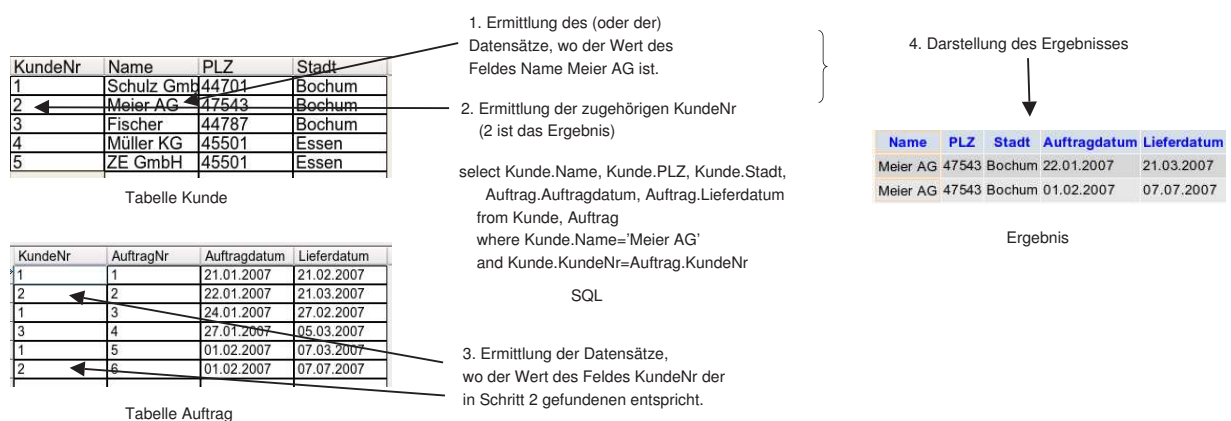 1. Ermittlung des (oder der)
Datensätze, wo der Wert des
Feldes Name Meier AG ist.
2. Ermittlung der zugehörigen KundeNr
(2 ist das Ergebnis)
select Kunde.Name, Kunde.PLZ, Kunde.Stadt,
Auftrag.Auftragdatum, Auftrag.Lieferdatum
from Kunde, Auftrag
where Kunde.Name='Meier AG'
and Kunde.KundeNr=Auftrag.KundeNr
SQL
3. Ermittlung der Datensätze,
wo der Wert des Feldes KundeNr der
in Schritt 2 gefundenen entspricht.
4. Darstellung des Ergebnisses
KundeNr Name PLZ Stadt
1 Schulz Gmb 44701 Bochum
2 Meier AG 47543 Bochum
3 Fischer 44787 Bochum
4 Müller KG 45501 Essen
5 ZE GmbH 45501 Essen
Tabelle Kunde
KundeNr AuftragNr Auftragdatum Lieferdatum
1 1 21.01.2007 21.02.2007
2 2 22.01.2007 21.03.2007
1 3 24.01.2007 27.02.2007
3 4 27.01.2007 05.03.2007
1 5 01.02.2007 07.03.2007
2 6 01.02.2007 07.07.2007
Tabelle Auftrag
Name PLZ Stadt Auftragdatum Lieferdatum
Meier AG 47543 Bochum 22.01.2007 21.03.2007
Meier AG 47543 Bochum 01.02.2007 07.07.2007
Ergebnis